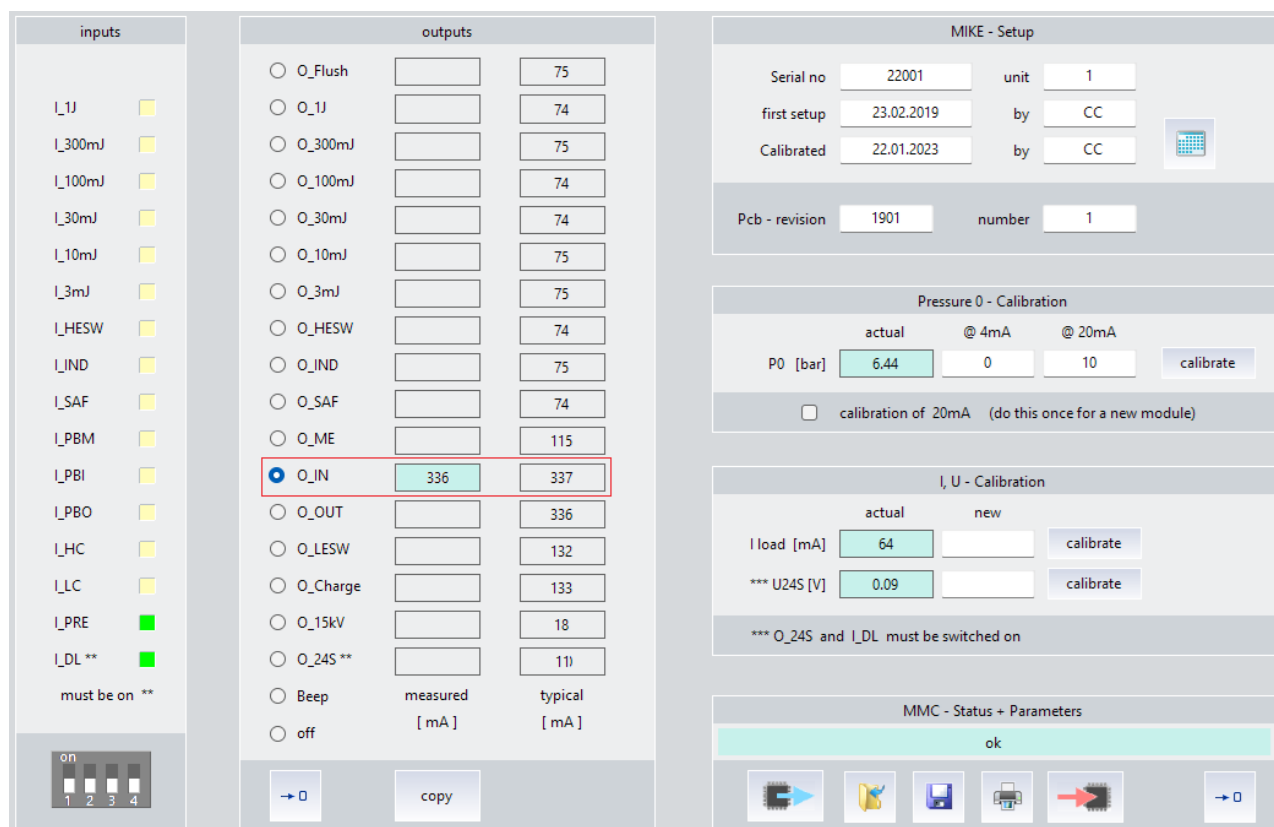 inputs
I_1J
I_300mJ
I_100mJ
I_30mJ
I_10mJ
I_3mJ
I_HESW
I_IND
I_SAF
I_PBM
I_PBI
I_PBO
I_HC
I_LC
I_PRE
I_DL **
must be on **
on
1 2 3 4
outputs
O_Flush 75
O_1J 74
O_300mJ 75
O_100mJ 74
O_30mJ 74
O_10mJ 75
O_3mJ 75
O_HESW 74
O_IND 75
O_SAF 74
O_ME 115
O_IN 336 337
O_OUT 336
O_LESW 132
O_Charge 133
O_15kV 18
O_24S ** 11)
Beep measured typical
[ mA ] [ mA ]
off
→ 0 copy
MIKE - Setup
Serial no 22001 unit 1
first setup 23.02.2019 by CC
Calibrated 22.01.2023 by CC
Pcb - revision 1901 number 1
Pressure 0 - Calibration
actual @ 4mA @ 20mA
P0 [bar] 6.44 0 10 calibrate
calibration of 20mA (do this once for a new module)
I, U - Calibration
actual new
I load [mA] 64 calibrate
*** U24S [V] 0.09 calibrate
*** O_24S and I_DL must be switched on
MMC - Status + Parameters
ok
→ 0